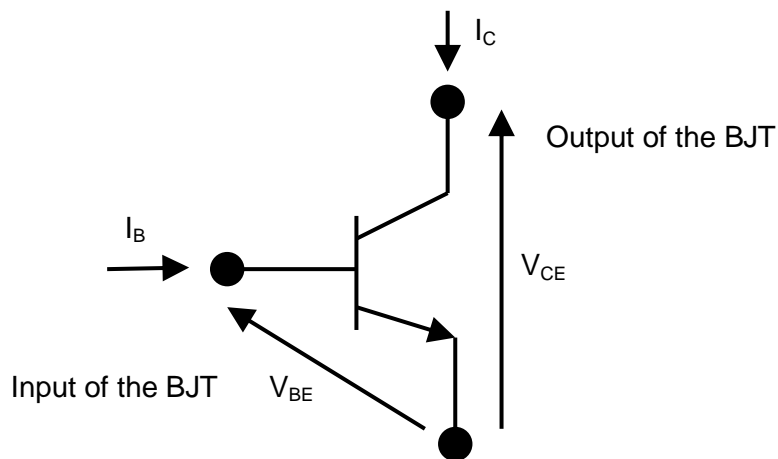 I_C
Output of the BJT
I_B
V_CE
Input of the BJT
V_BE